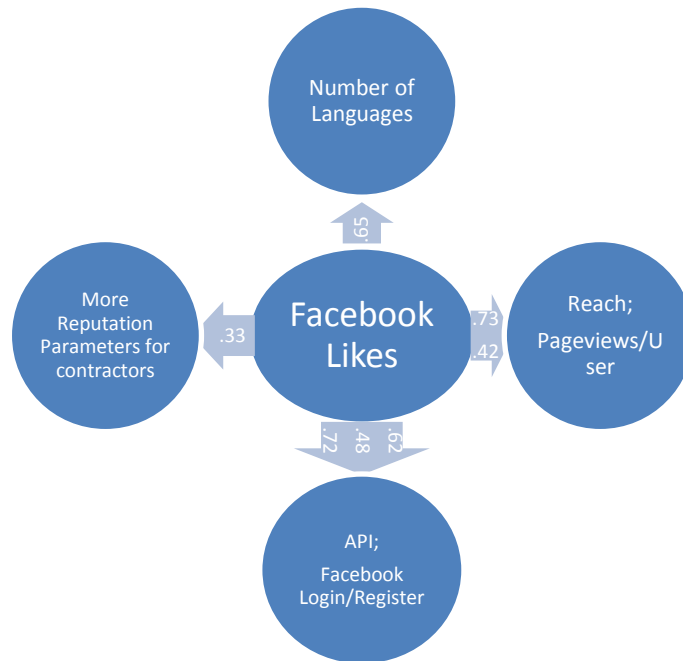 Number of
Languages
.65
More
Reputation
Parameters for
contractors
.33
Facebook
Likes
.73
.42
Reach;
Pageviews/U
ser
.72
.48
.62
API;
Facebook
Login/Register